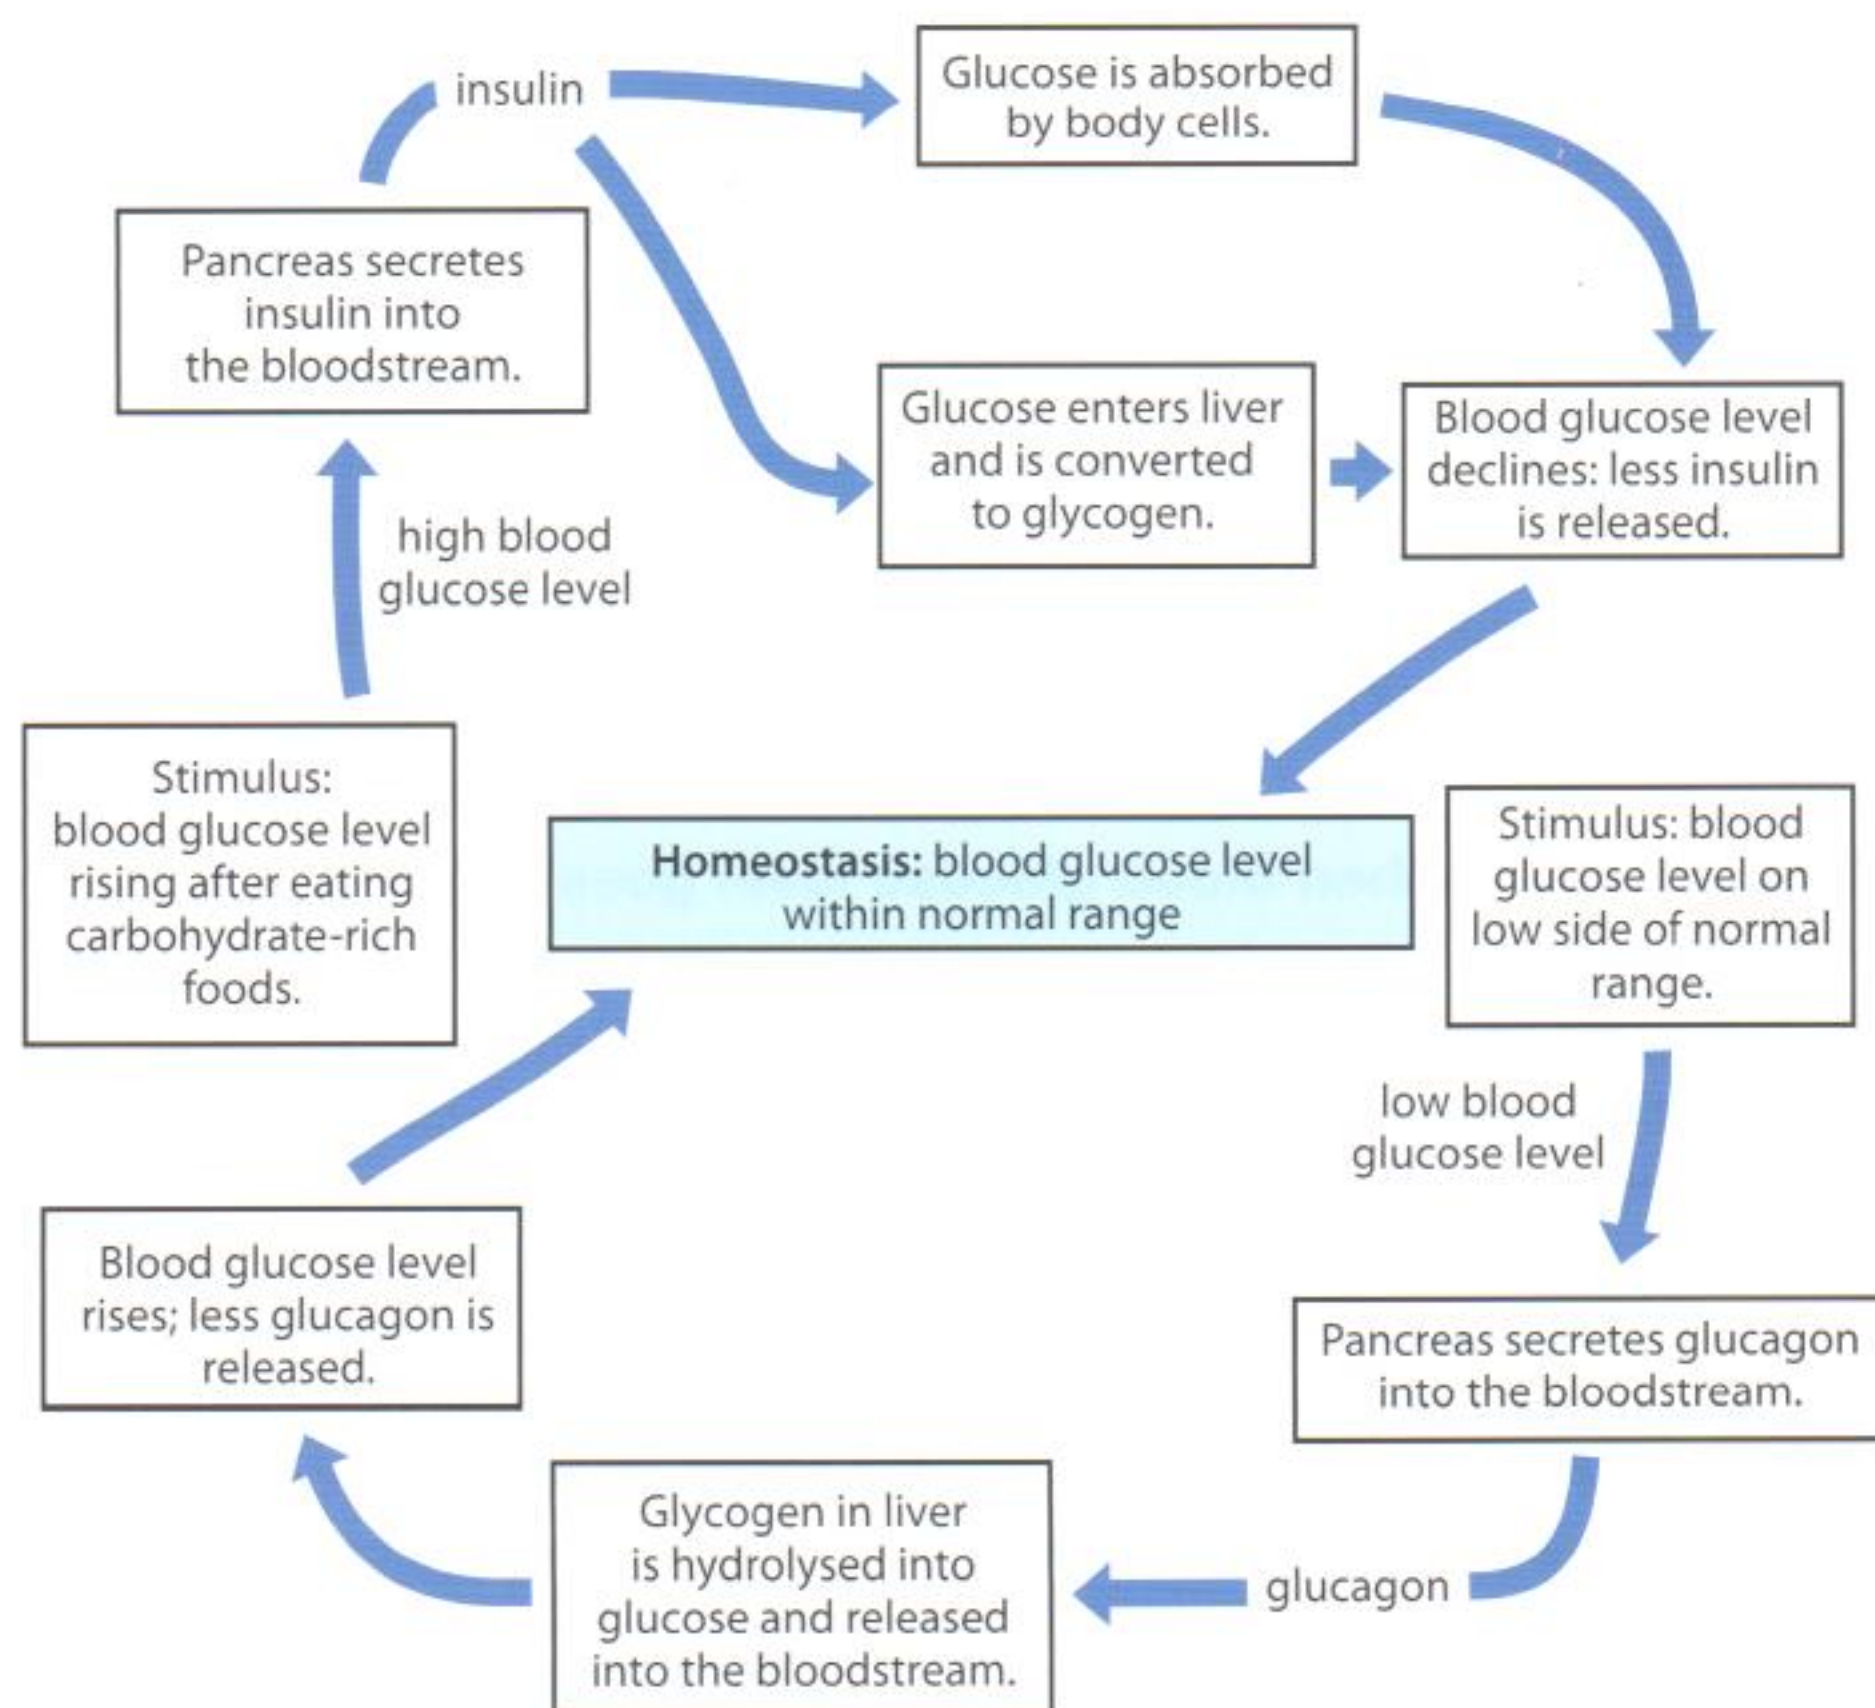 insulin
Glucose is absorbed
by body cells.
Pancreas secretes
insulin into
the bloodstream.
Glucose enters liver
and is converted
to glycogen.
Blood glucose level
declines: less insulin
is released.
high blood
glucose level
Stimulus:
blood glucose level
rising after eating
carbohydrate-rich
foods.
Homeostasis: blood glucose level
within normal range
Stimulus: blood
glucose level on
low side of normal
range.
low blood
glucose level
Blood glucose level
rises; less glucagon is
released.
Pancreas secretes glucagon
into the bloodstream.
Glycogen in liver
is hydrolysed into
glucose and released
into the bloodstream.
glucagon